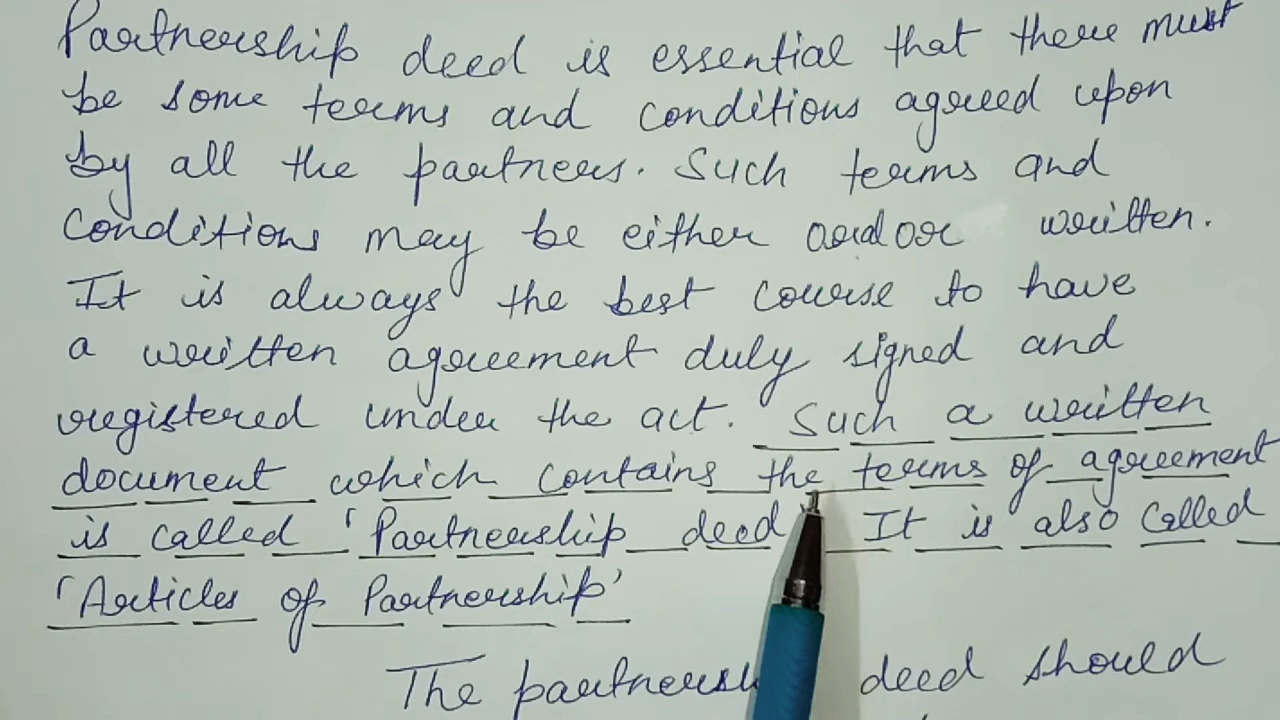 Partnership deed is essential that there must
be some terms and conditions agreed upon
by all the partners. Such terms and
Conditions may be either or written.
It is always the best course to have
a written agreement duly signed and
registered under the act. Such a written
document which contains the terms of agreement
is called 'Partnership deed It is also called
'Articles of Partnership'
The deed should